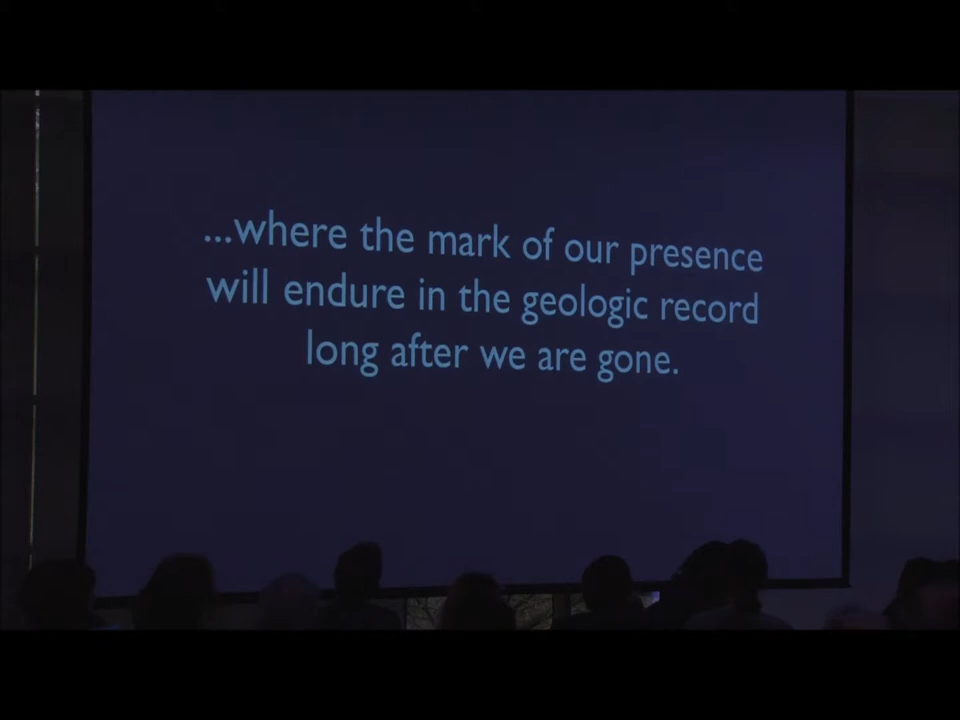 ...where the mark of our presence
will endure in the geologic record
long after we are gone.